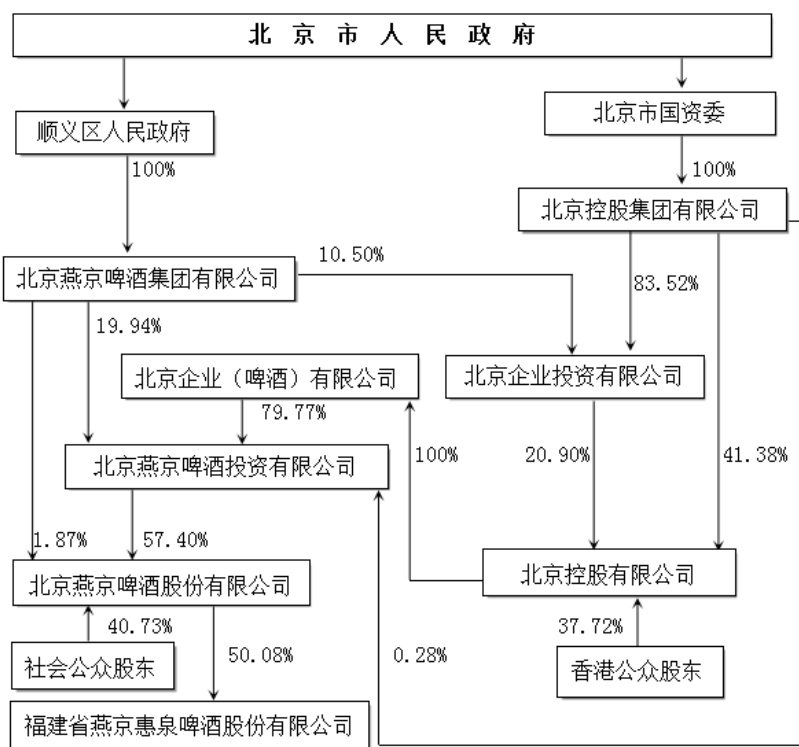 北京市人民政府
顺义区人民政府
北京市国资委
100%
100%
北京控股集团有限公司
10.50%
北京燕京啤酒集团有限公司
83.52%
19.94%
北京企业（啤酒）有限公司
北京企业投资有限公司
79.77%
北京燕京啤酒投资有限公司
100%
20.90%
41.38%
1.87%
57.40%
北京燕京啤酒股份有限公司
北京控股有限公司
40.73%
37.72%
社会公众股东
50.08%
0.28%
香港公众股东
福建省燕京惠泉啤酒股份有限公司